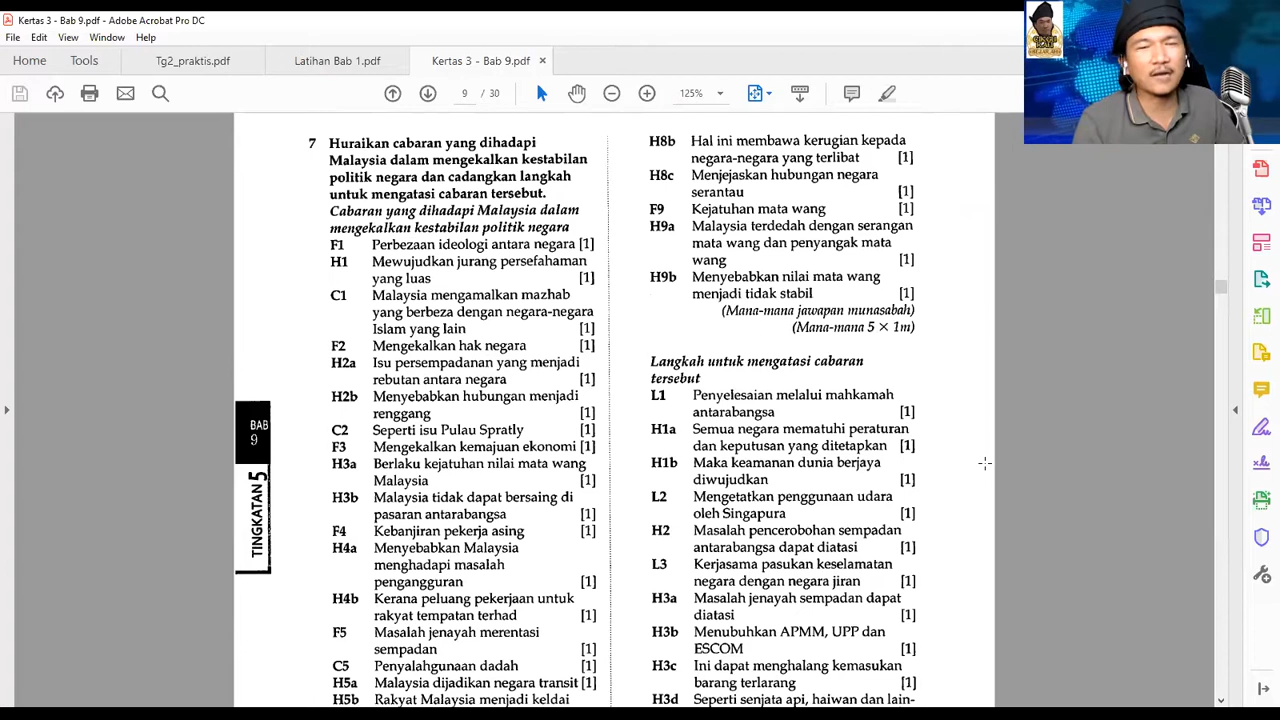 Kertas 3 - Bab 9.pdf - Adobe Acrobat Pro DC
File Edit View Window Help
Home Tools Tg2_praktis.pdf Latihan Bab 1.pdf Kertas 3 - Bab 9.pdf ×
9 / 30 125%
7 Huraikan cabaran yang dihadapi
Malaysia dalam mengekalkan kestabilan
politik negara dan cadangkan langkah
untuk mengatasi cabaran tersebut.
Cabaran yang dihadapi Malaysia dalam
mengekalkan kestabilan politik negara
F1 Perbezaan ideologi antara negara [1]
H1 Mewujudkan jurang persefahaman
yang luas [1]
C1 Malaysia mengamalkan mazhab
yang berbeza dengan negara-negara
Islam yang lain [1]
F2 Mengekalkan hak negara [1]
H2a Isu persempadanan yang menjadi
rebutan antara negara [1]
H2b Menyebabkan hubungan menjadi
renggang [1]
C2 Seperti isu Pulau Spratly [1]
F3 Mengekalkan kemajuan ekonomi [1]
H3a Berlaku kejatuhan nilai mata wang
Malaysia [1]
H3b Malaysia tidak dapat bersaing di
pasaran antarabangsa [1]
F4 Kebanjiran pekerja asing [1]
H4a Menyebabkan Malaysia
menghadapi masalah
pengangguran [1]
H4b Kerana peluang pekerjaan untuk
rakyat tempatan terhad [1]
F5 Masalah jenayah merentasi
sempadan [1]
C5 Penyalahgunaan dadah [1]
H5a Malaysia dijadikan negara transit [1]
H5b Rakyat Malaysia menjadi keldai
BAB
9
TINGKATAN 5
H8b Hal ini membawa kerugian kepada
negara-negara yang terlibat [1]
H8c Menjejaskan hubungan negara
serantau [1]
F9 Kejatuhan mata wang [1]
H9a Malaysia terdedah dengan serangan
mata wang dan penyangak mata
wang [1]
H9b Menyebabkan nilai mata wang
menjadi tidak stabil [1]
(Mana-mana jawapan munasabah)
(Mana-mana 5 × 1m)
Langkah untuk mengatasi cabaran
tersebut
L1 Penyelesaian melalui mahkamah
antarabangsa [1]
H1a Semua negara mematuhi peraturan
dan keputusan yang ditetapkan [1]
H1b Maka keamanan dunia berjaya
diwujudkan [1]
L2 Mengetatkan penggunaan udara
oleh Singapura [1]
H2 Masalah pencerobohan sempadan
antarabangsa dapat diatasi [1]
L3 Kerjasama pasukan keselamatan
negara dengan negara jiran [1]
H3a Masalah jenayah sempadan dapat
diatasi [1]
H3b Menubuhkan APMM, UPP dan
ESCOM [1]
H3c Ini dapat menghalang kemasukan
barang terlarang [1]
H3d Seperti senjata api, haiwan dan lain-